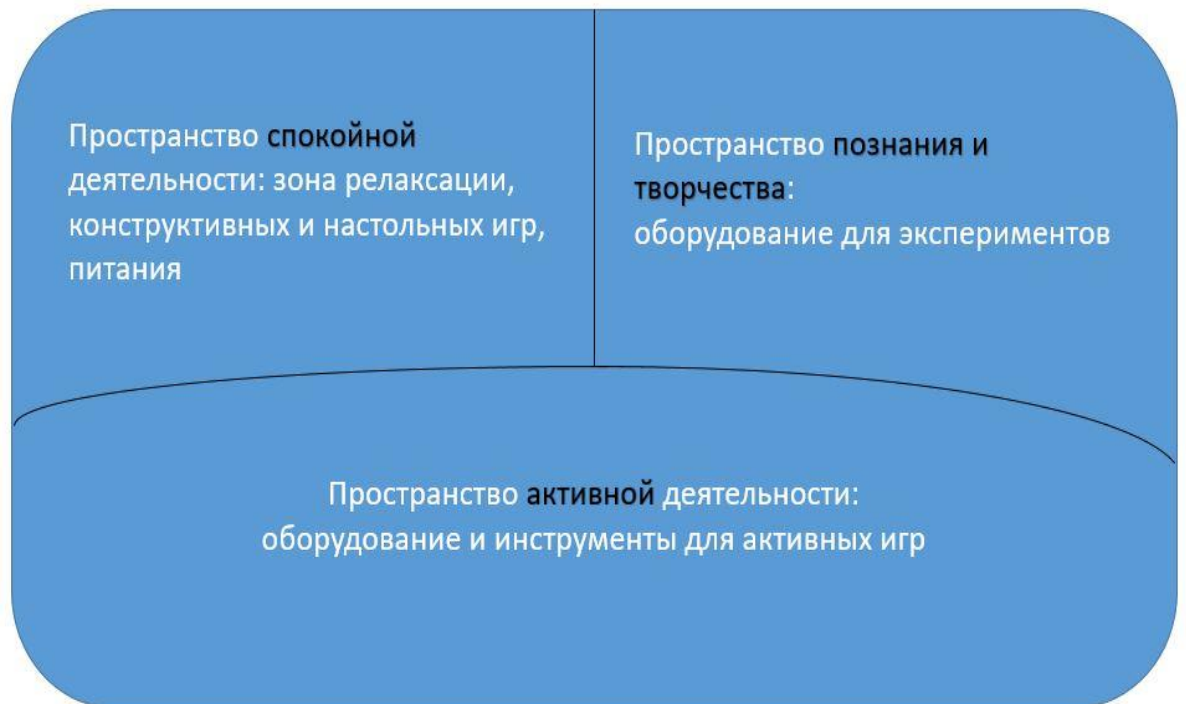 Пространство спокойной
деятельности: зона релаксации,
конструктивных и настольных игр,
питания
Пространство познания и
творчества:
оборудование для экспериментов
Пространство активной деятельности:
оборудование и инструменты для активных игр